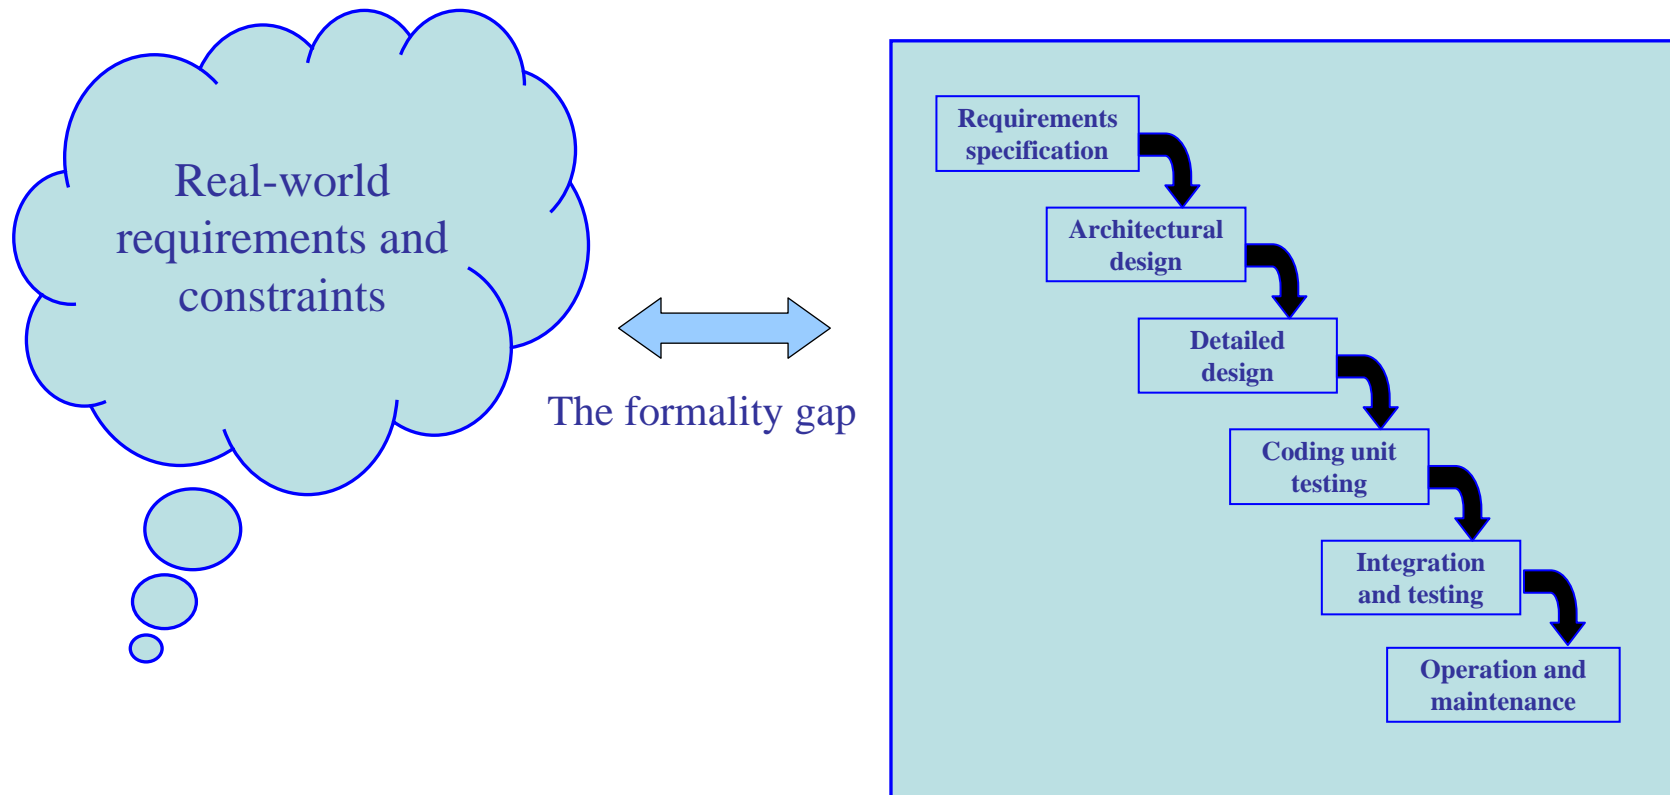 Real-world
requirements and
constraints
The formality gap
Requirements
specification
Architectural
design
Detailed
design
Coding unit
testing
Integration
and testing
Operation and
maintenance